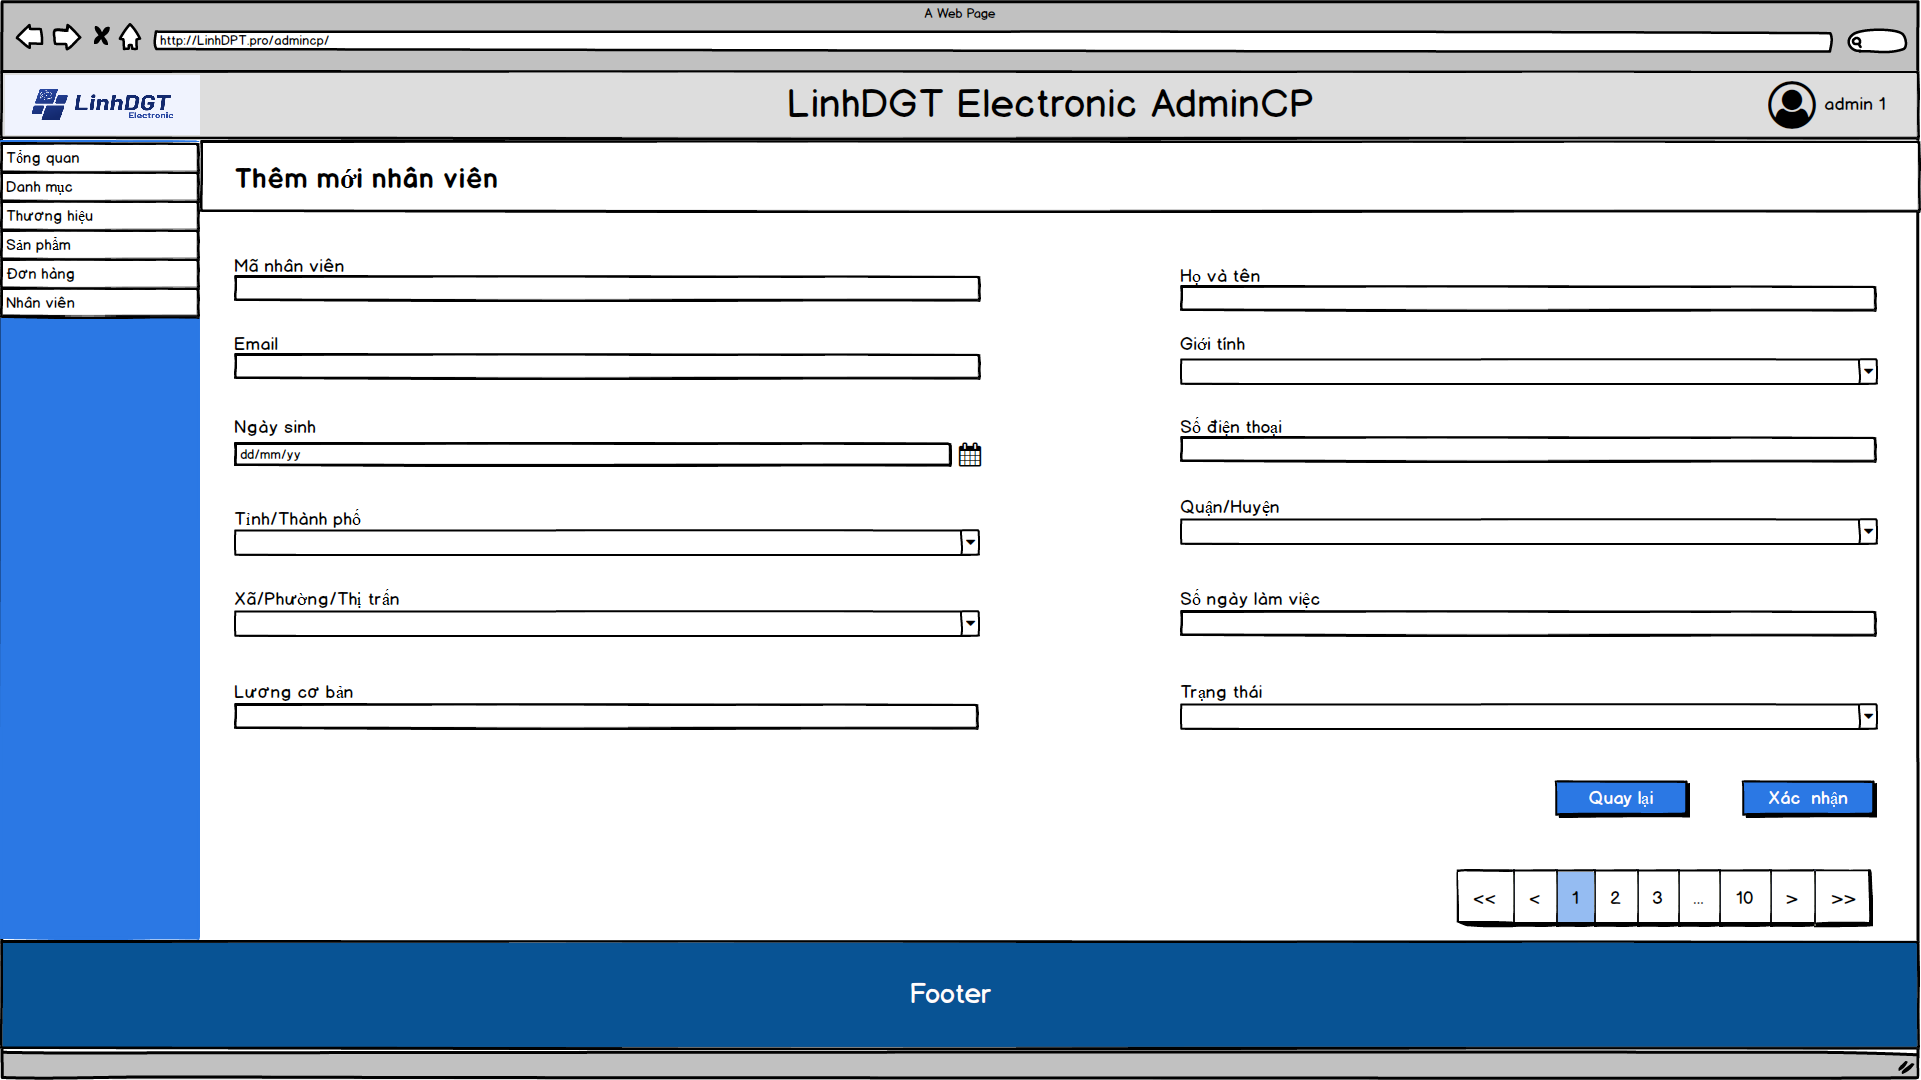 A Web Page
http://LinhDPT.pro/admincp/
LinhDGT
Electronic
LinhDGT Electronic AdminCP
admin 1
Tổng quan
Danh mục
Thương hiệu
Sản phẩm
Đơn hàng
Nhân viên
Thêm mới nhân viên
Mã nhân viên
Họ và tên
Email
Giới tính
Ngày sinh
dd/mm/yy
Số điện thoại
Tỉnh/Thành phố
Quận/Huyện
Xã/Phường/Thị trấn
Số ngày làm việc
Lương cơ bản
Trạng thái
Quay lại
Xác nhận
<< < 1 2 3 ... 10 > >>
Footer